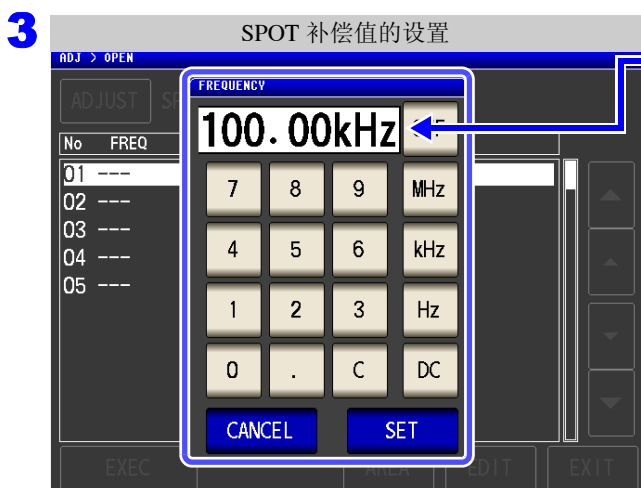 3
SPOT 补偿值的设置
ADJ > OPEN
ADJUST
FREQUENCY
100.00kHz
No FREQ
01 ---
02 ---
03 ---
04 ---
05 ---
7 8 9 MHz
4 5 6 kHz
1 2 3 Hz
0 . C DC
CANCEL SET
EXEC EDIT EXIT